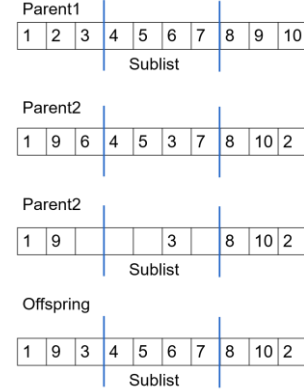 Parent1
1 2 3 4 5 6 7 8 9 10
Sublist
Parent2
1 9 6 4 5 3 7 8 10 2
Parent2
1 9 3 8 10 2
Sublist
Offspring
1 9 3 4 5 6 7 8 10 2
Sublist